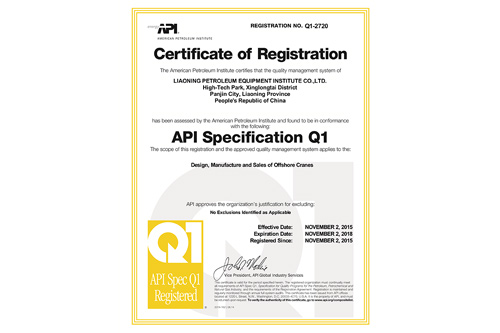 API
AMERICAN PETROLEUM INSTITUTE
REGISTRATION NO. Q1-2720
Certificate of Registration
The American Petroleum Institute certifies that the quality management system of
LIAONING PETROLEUM EQUIPMENT INSTITUTE CO.,LTD.
High-Tech Park, Xinglongtai District
Panjin City, Liaoning Province
People's Republic of China
has been assessed by the American Petroleum Institute and found to be in conformance
with the following:
API Specification Q1
The scope of this registration and the approved quality management system applies to the:
Design, Manufacture and Sales of Offshore Cranes
API approves the organization's justification for excluding:
No Exclusions Identified as Applicable
Effective Date: NOVEMBER 2, 2015
Expiration Date: NOVEMBER 2, 2018
Registered Since: NOVEMBER 2, 2015
Q1
API Spec Q1
Registered
Vice President, API Global Industry Services